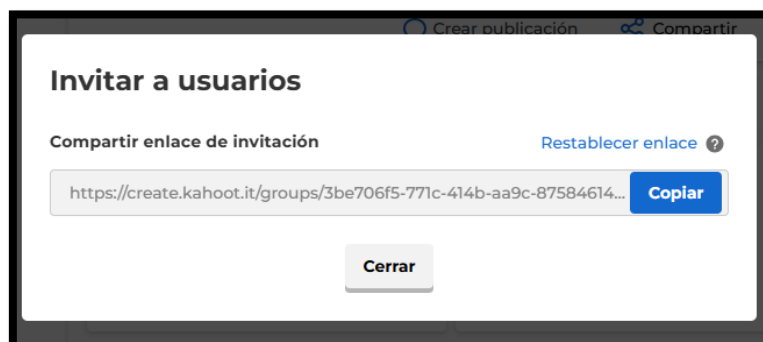 Crear publicación Compartir
Invitar a usuarios
Compartir enlace de invitación Restablecer enlace ?
https://create.kahoot.it/groups/3be706f5-771c-414b-aa9c-87584614... Copiar
Cerrar